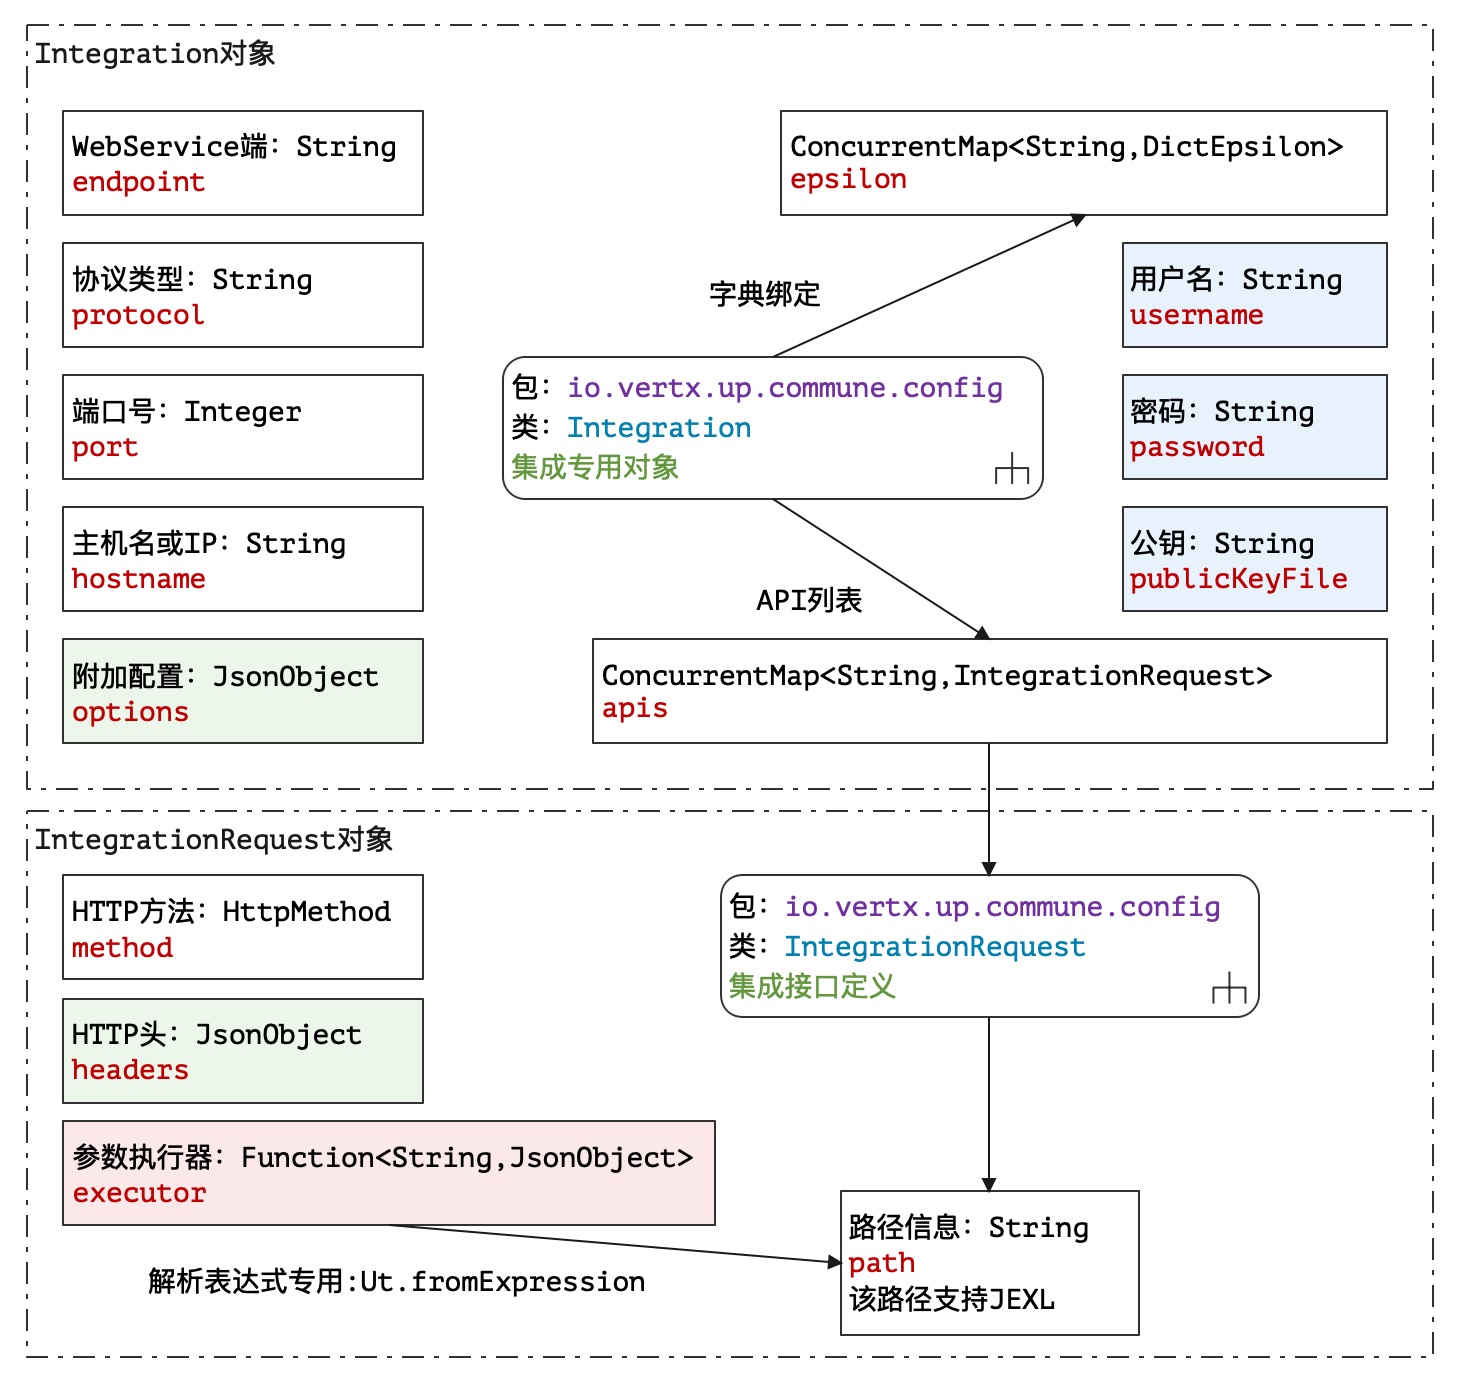 Integration对象
WebService端：String
endpoint
ConcurrentMap<String,DictEpsilon>
epsilon
协议类型：String
protocol
字典绑定
用户名：String
username
端口号：Integer
port
包：io.vertx.up.commune.config
类：Integration
集成专用对象
密码：String
password
主机名或IP：String
hostname
API列表
公钥：String
publicKeyFile
附加配置：JsonObject
options
ConcurrentMap<String,IntegrationRequest>
apis
IntegrationRequest对象
HTTP方法：HttpMethod
method
包：io.vertx.up.commune.config
类：IntegrationRequest
集成接口定义
HTTP头：JsonObject
headers
参数执行器：Function<String,JsonObject>
executor
解析表达式专用:Ut.fromExpression
路径信息：String
path
该路径支持JEXL